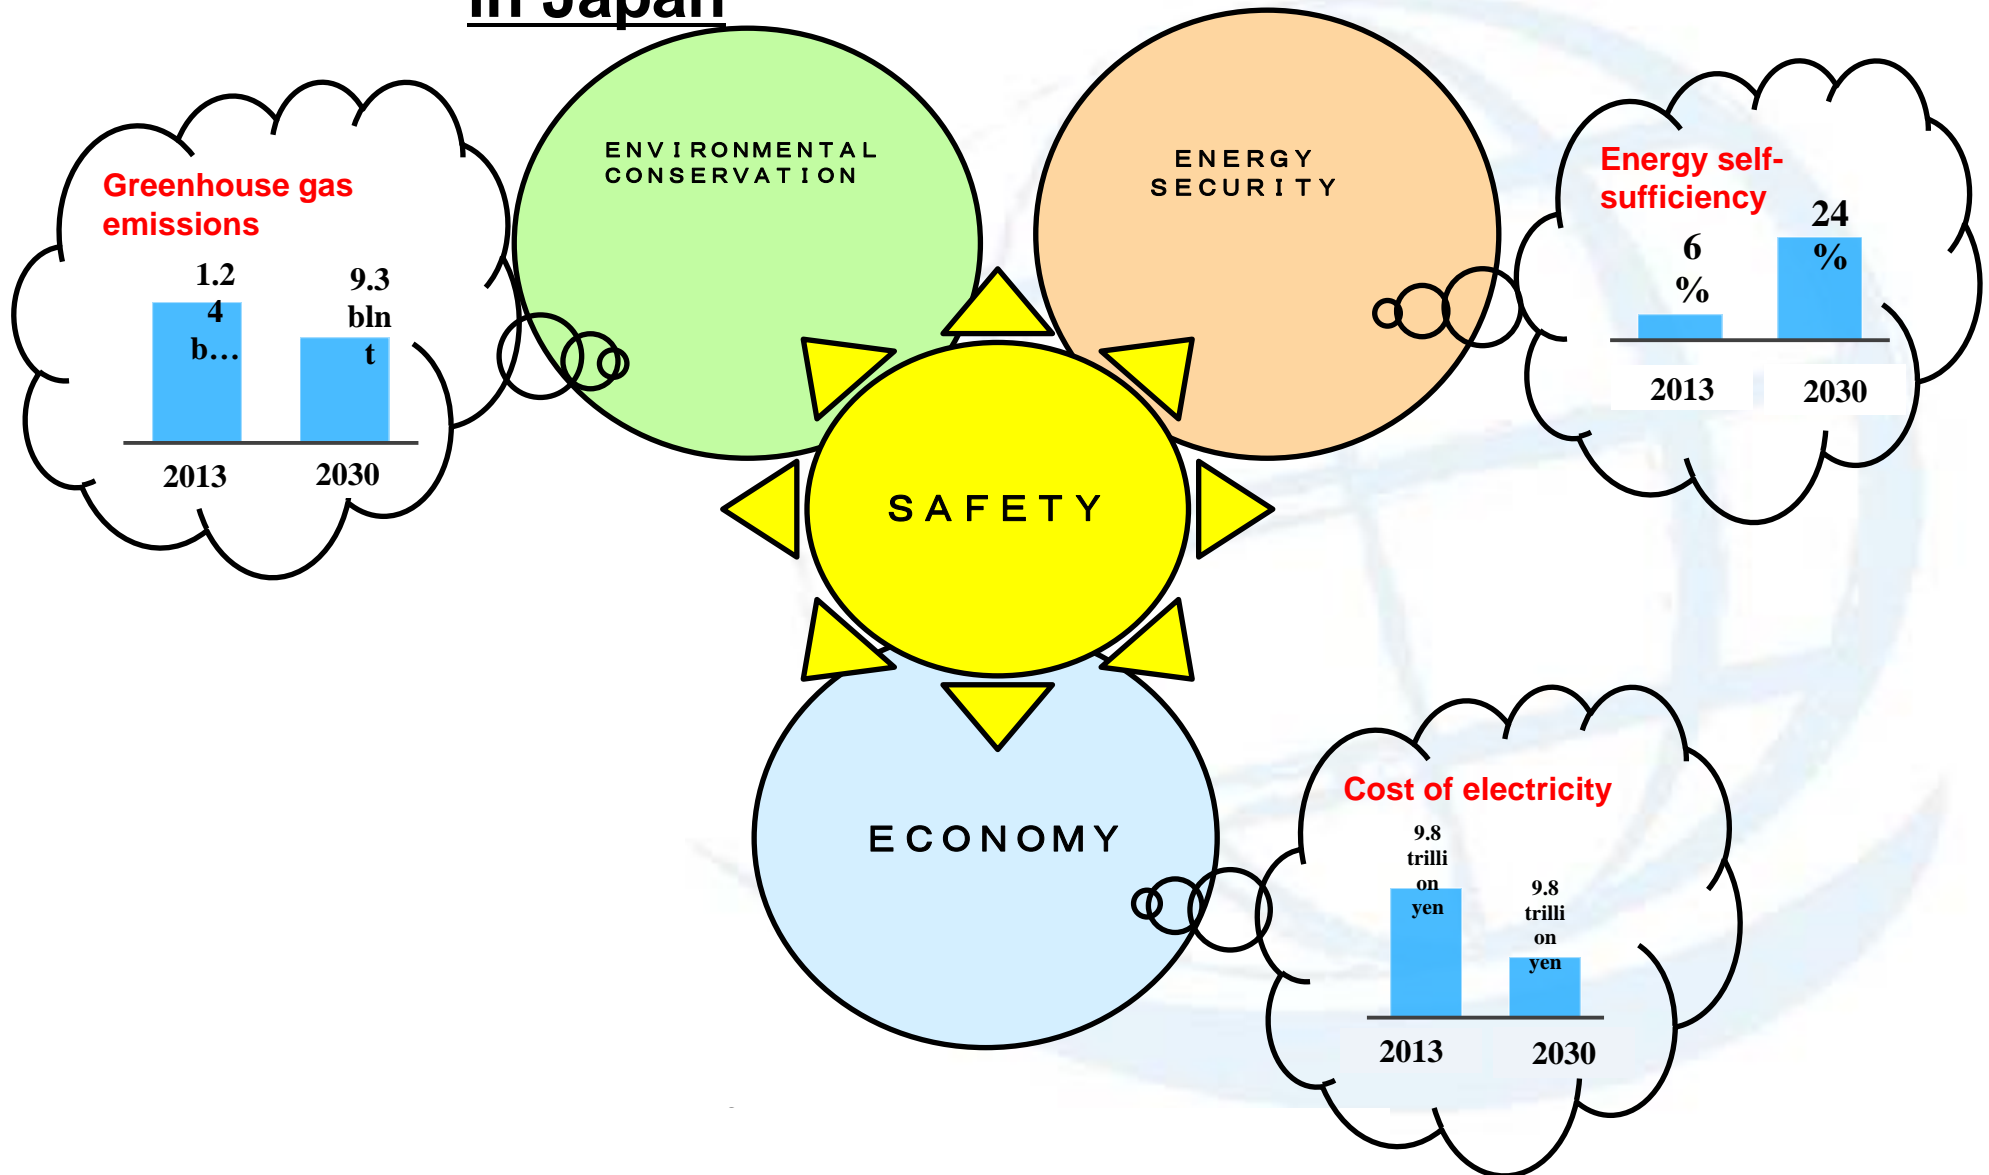 in Japan
ENVIRONMENTAL
CONSERVATION
ENERGY
SECURITY
Greenhouse gas
emissions
1.2
4
b…
9.3
bln
t
2013
2030
Energy self-
sufficiency
6
%
24
%
2013
2030
SAFETY
ECONOMY
Cost of electricity
9.8
trilli
on
yen
9.8
trilli
on
yen
2013
2030